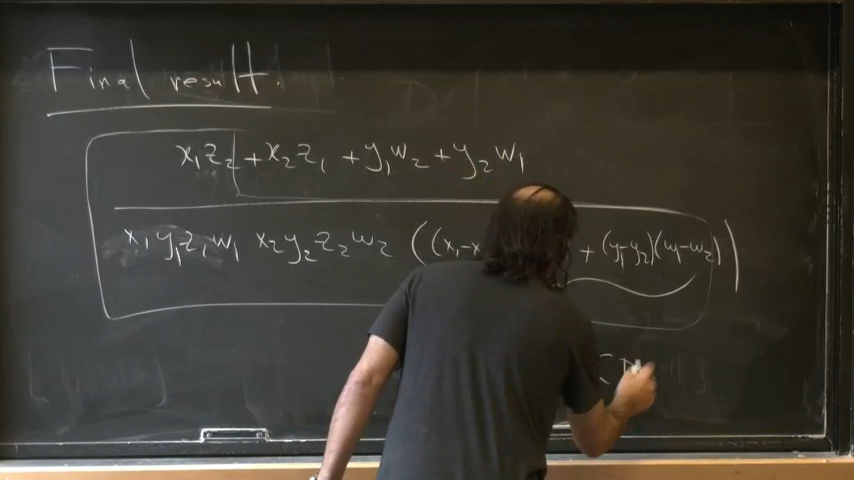 Final result.
x₁z₂ + x₂z₁ + y₁w₂ + y₂w₁
x₁y₁z₁w₁ x₂y₂z₂w₂ ((x₁-x + (y₁-y₂)(w₁-w₂))